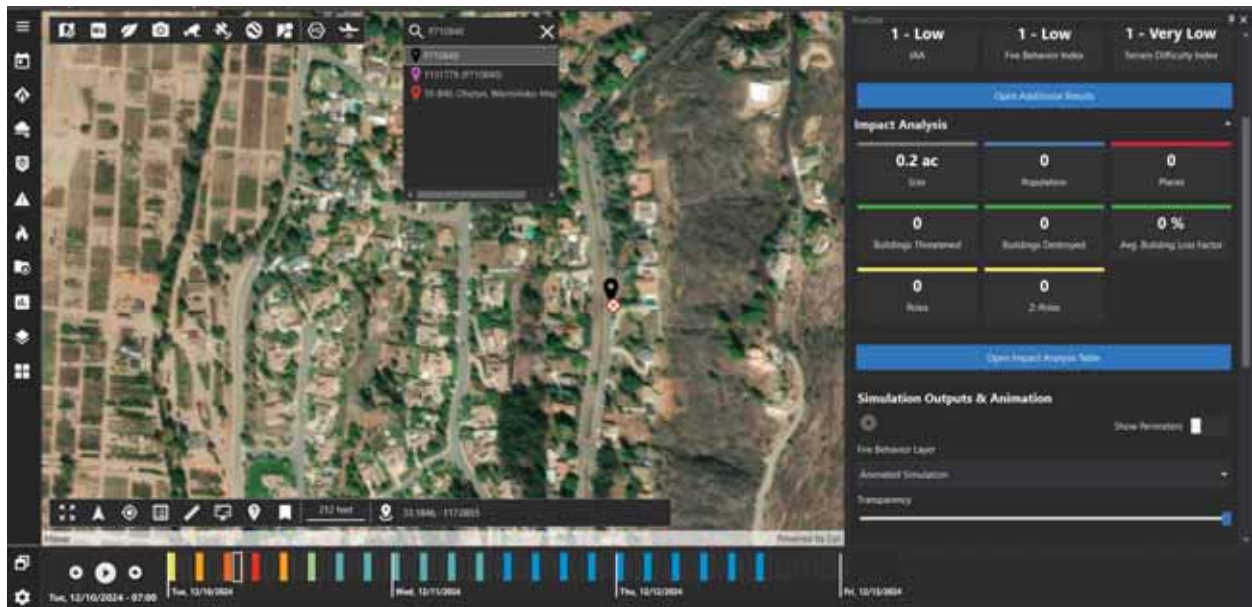 P710840
P710840
1 - Low
1 - Low
1 - Very Low
IAA
Fire Behavior Index
Terrain Difficulty Index
Open Additional Results
Impact Analysis
0.2 ac
0
0
Size
Population
Places
0
0
0 %
Buildings Threatened
Buildings Destroyed
Avg. Building Loss Factor
0
0
Open Impact Analysis Table
Simulation Outputs & Animation
Show Perimeters
Fire Behavior Layer
Animated Simulation
Transparency
Powered by Esri
Tue, 12/10/2024 - 07:00
Tue, 12/10/2024
Wed, 12/11/2024
Thu, 12/12/2024
Fri, 12/13/2024